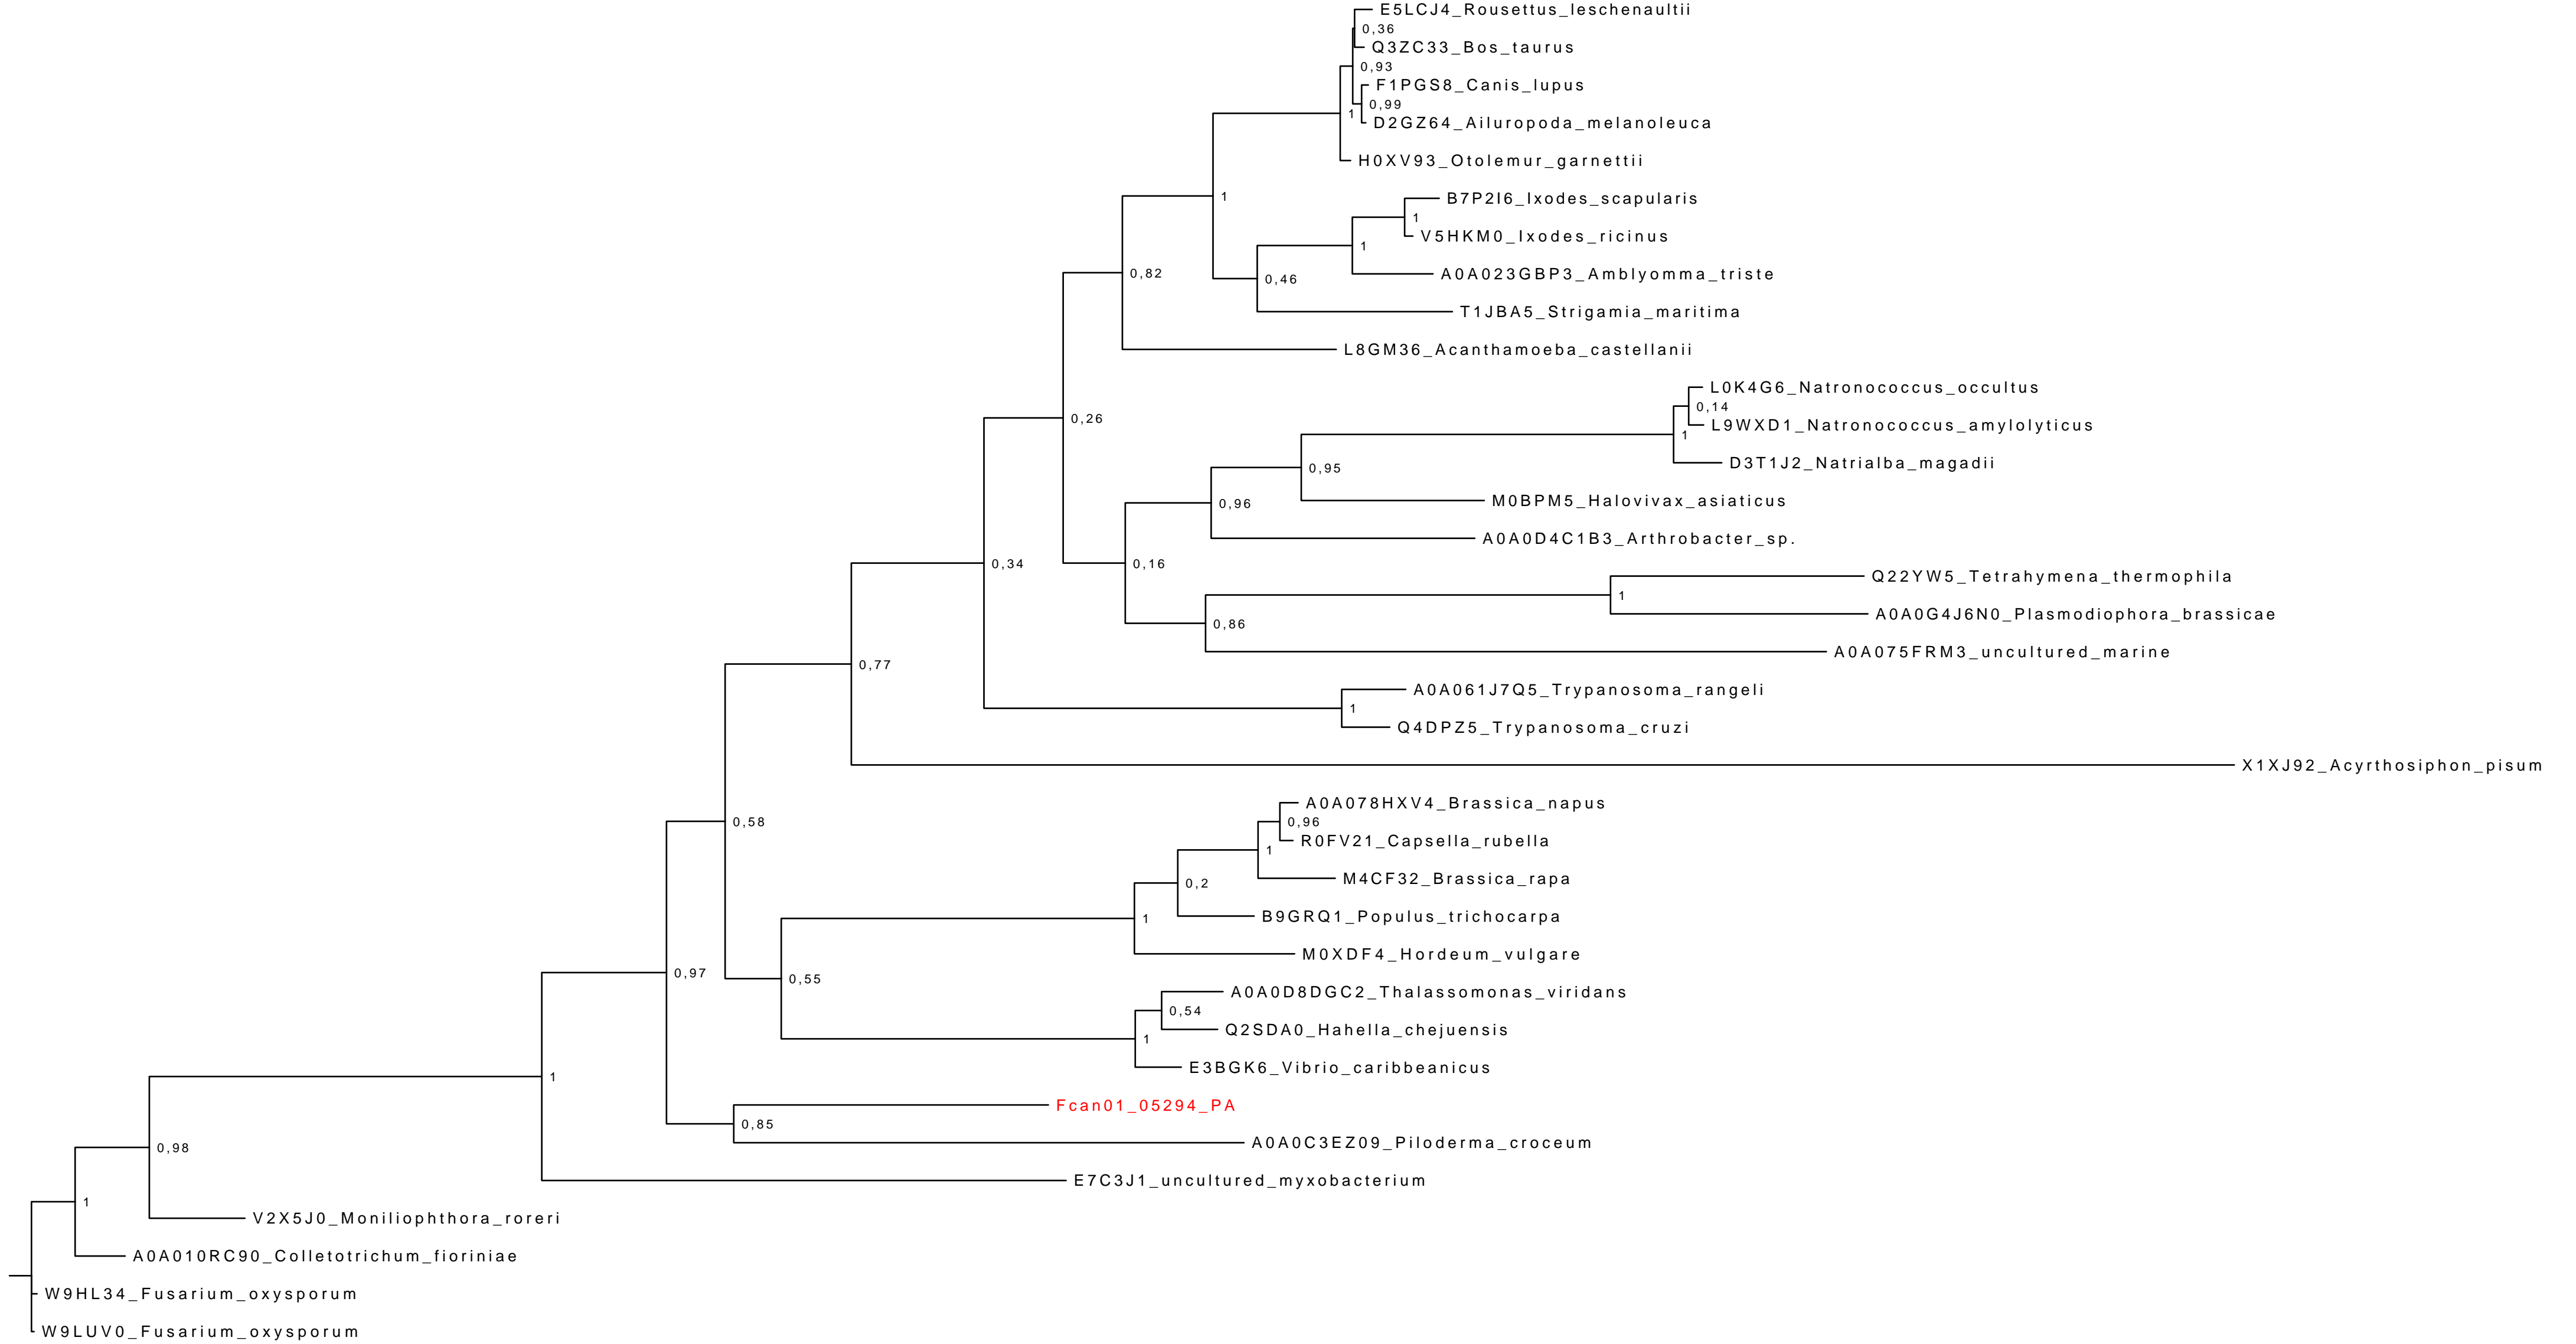 E5LCJ4_Rousettus_leschenaultii
0,36
Q3ZC33_Bos_taurus
0,93
F1PGS8_Canis_lupus
0,99
1
D2GZ64_Ailuropoda_melanoleuca
H0XV93_Otolemur_garnettii
1
B7P2I6_Ixodes_scapularis
1
V5HKM0_Ixodes_ricinus
1
A0A023GBP3_Amblyomma_triste
0,82
0,46
T1JBA5_Strigamia_maritima
L8GM36_Acanthamoeba_castellanii
L0K4G6_Natronococcus_occultus
0,14
0,26
L9WXD1_Natronococcus_amylolyticus
1
D3T1J2_Natrialba_magadii
0,95
M0BPM5_Halovivax_asiaticus
0,96
A0A0D4C1B3_Arthrobacter_sp.
0,34
0,16
Q22YW5_Tetrahymena_thermophila
1
A0A0G4J6N0_Plasmodiophora_brassicae
0,86
A0A075FRM3_uncultured_marine
0,77
A0A061J7Q5_Trypanosoma_rangeli
1
Q4DPZ5_Trypanosoma_cruzi
X1XJ92_Acyrthosiphon_pisum
A0A078HXV4_Brassica_napus
0,58
0,96
R0FV21_Capsella_rubella
1
M4CF32_Brassica_rapa
0,2
B9GRQ1_Populus_trichocarpa
1
M0XDF4_Hordeum_vulgare
0,97
0,55
A0A0D8DGC2_Thalassomonas_viridans
0,54
Q2SDA0_Hahella_chejuensis
1
E3BGK6_Vibrio_caribbeanicus
1
Fcan01_05294_PA
0,85
A0A0C3EZ09_Piloderma_croceum
0,98
E7C3J1_uncultured_myxobacterium
1
V2X5J0_Moniliophthora_roreri
A0A010RC90_Colletotrichum_fioriniae
W9HL34_Fusarium_oxysporum
W9LUV0_Fusarium_oxysporum